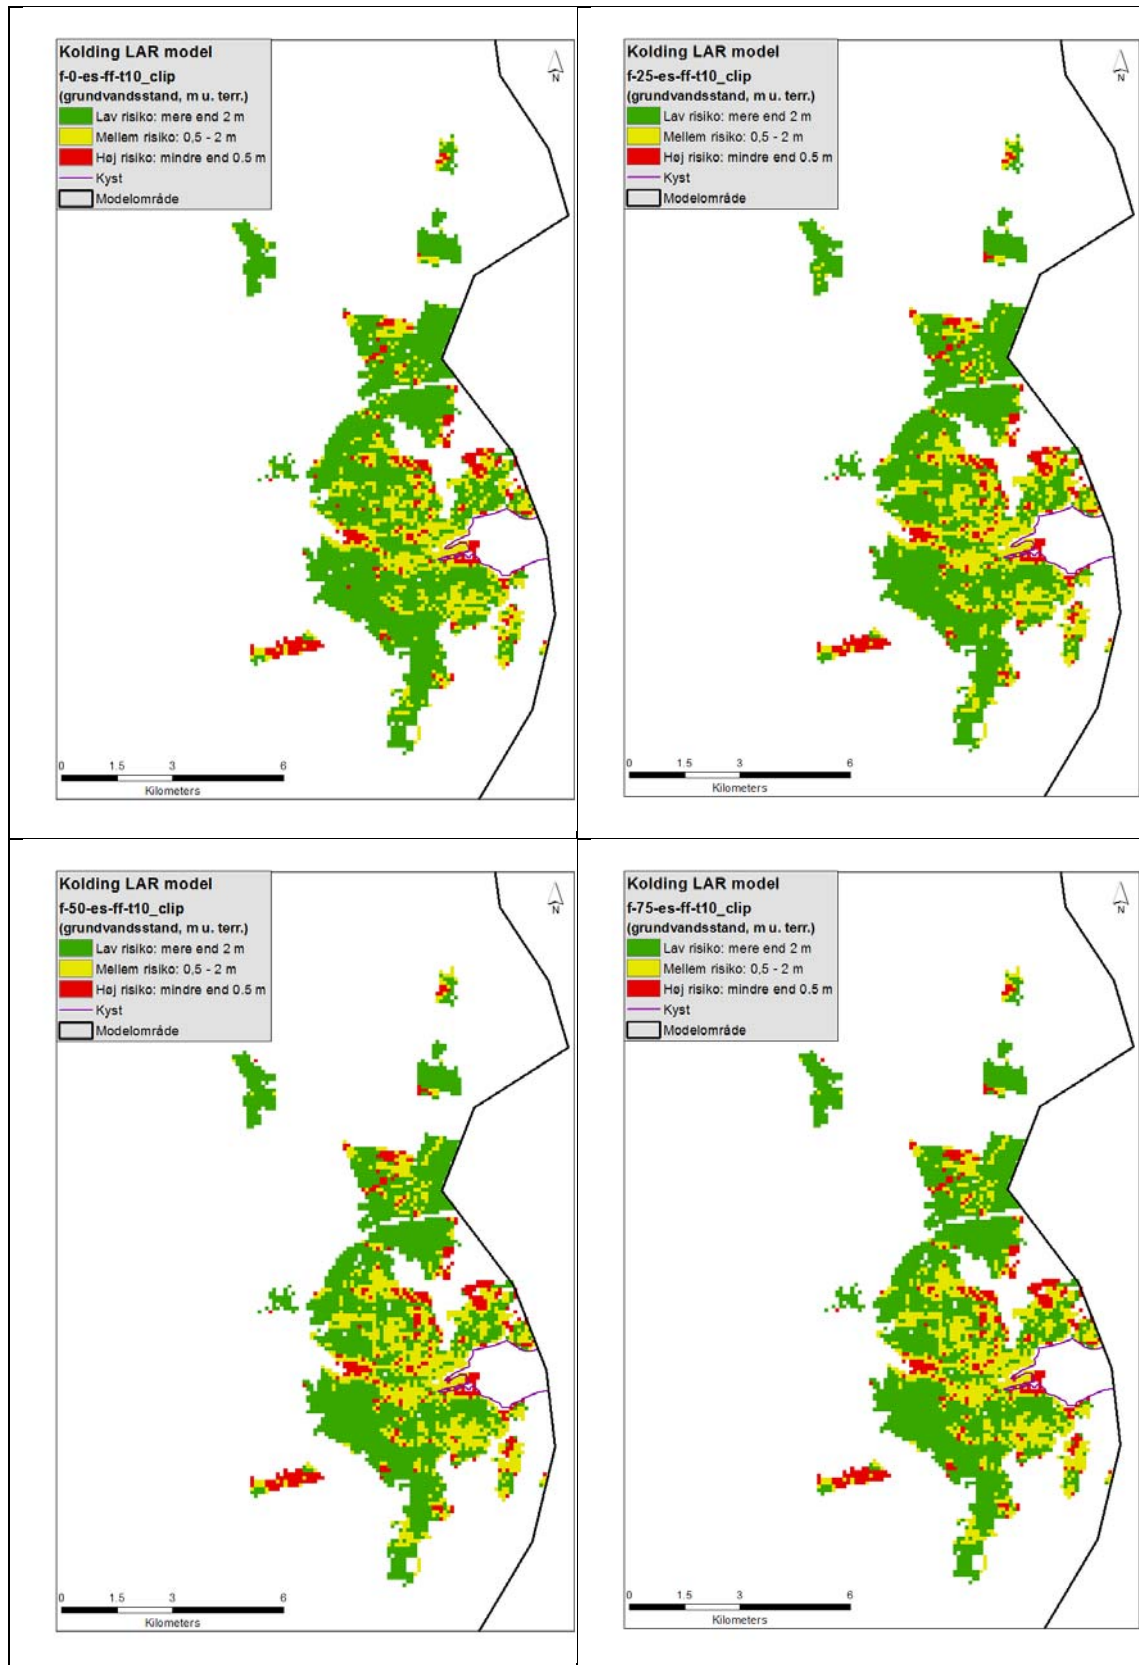 Kolding LAR model
f-0-es-ff-t10_clip
(grundvandsstand, m u. terr.)
Lav risiko: mere end 2 m
Mellem risiko: 0,5 - 2 m
Høj risiko: mindre end 0.5 m
Kyst
Modelområde
N
0 1.5 3 6
Kilometers
Kolding LAR model
f-25-es-ff-t10_clip
(grundvandsstand, m u. terr.)
Lav risiko: mere end 2 m
Mellem risiko: 0,5 - 2 m
Høj risiko: mindre end 0.5 m
Kyst
Modelområde
N
0 1.5 3 6
Kilometers
Kolding LAR model
f-50-es-ff-t10_clip
(grundvandsstand, m u. terr.)
Lav risiko: mere end 2 m
Mellem risiko: 0,5 - 2 m
Høj risiko: mindre end 0.5 m
Kyst
Modelområde
N
0 1.5 3 6
Kilometers
Kolding LAR model
f-75-es-ff-t10_clip
(grundvandsstand, m u. terr.)
Lav risiko: mere end 2 m
Mellem risiko: 0,5 - 2 m
Høj risiko: mindre end 0.5 m
Kyst
Modelområde
N
0 1.5 3 6
Kilometers